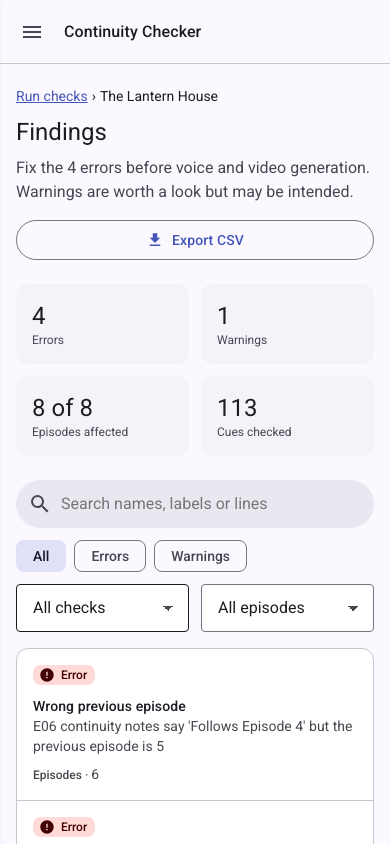 Continuity Checker
Run checks › The Lantern House
Findings
Fix the 4 errors before voice and video generation.
Warnings are worth a look but may be intended.
Export CSV
4
Errors
1
Warnings
8 of 8
Episodes affected
113
Cues checked
Search names, labels or lines
All
Errors
Warnings
All checks
All episodes
Error
Wrong previous episode
E06 continuity notes say 'Follows Episode 4' but the
previous episode is 5
Episodes · 6
Error